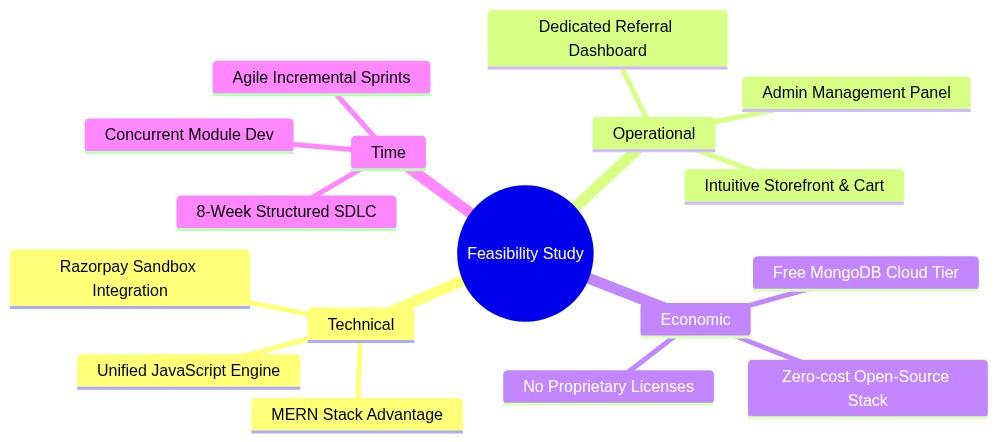 Feasibility Study
Technical
Razorpay Sandbox
Integration
Unified JavaScript Engine
MERN Stack Advantage
Economic
Free MongoDB Cloud Tier
No Proprietary Licenses
Zero-cost Open-Source
Stack
Operational
Dedicated Referral
Dashboard
Admin Management Panel
Intuitive Storefront & Cart
Time
Agile Incremental Sprints
Concurrent Module Dev
8-Week Structured SDLC